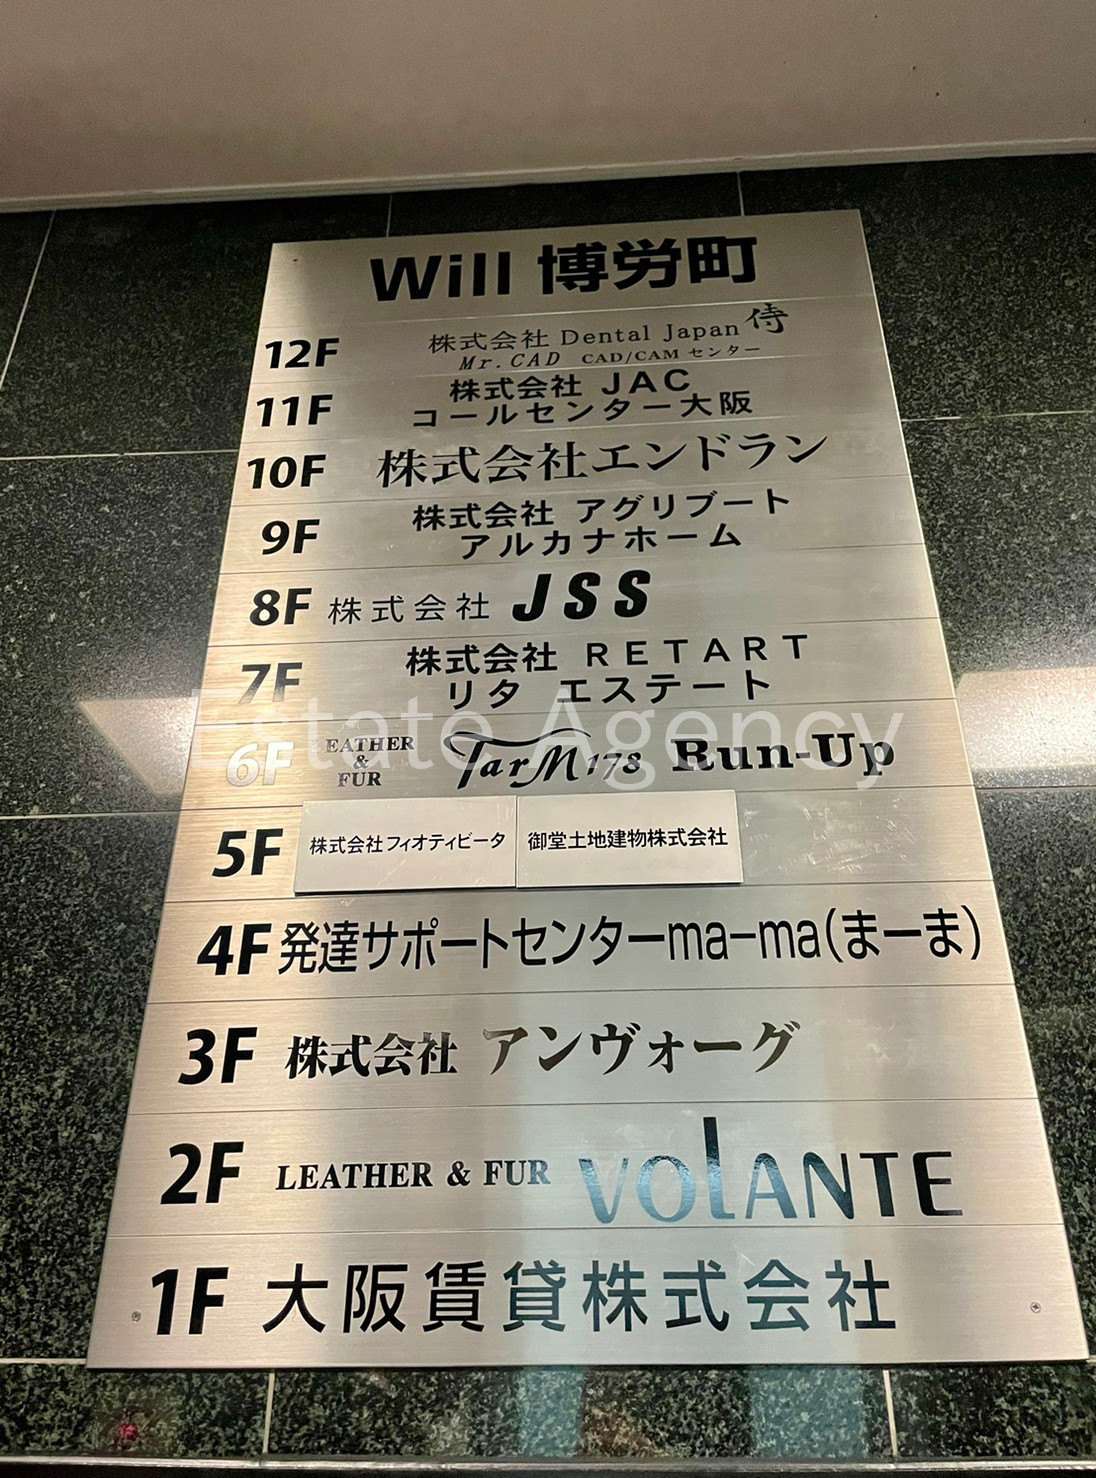 Will 博労町
12F 株式会社 Dental Japan 侍
Mr.CAD CAD/CAM センター
11F 株式会社 JAC
コールセンター大阪
10F 株式会社エンドラン
9F 株式会社 アグリブート
アルカナホーム
8F 株式会社 JSS
7F 株式会社 RETART
リタ エステート
Estate Agency
6F EATHER & FUR TarM178 Run-Up
5F 株式会社フィオティビータ 御堂土地建物株式会社
4F 発達サポートセンターma-ma(まーま)
3F 株式会社 アンヴォーグ
2F LEATHER & FUR VOLANTE
1F 大阪賃貸株式会社